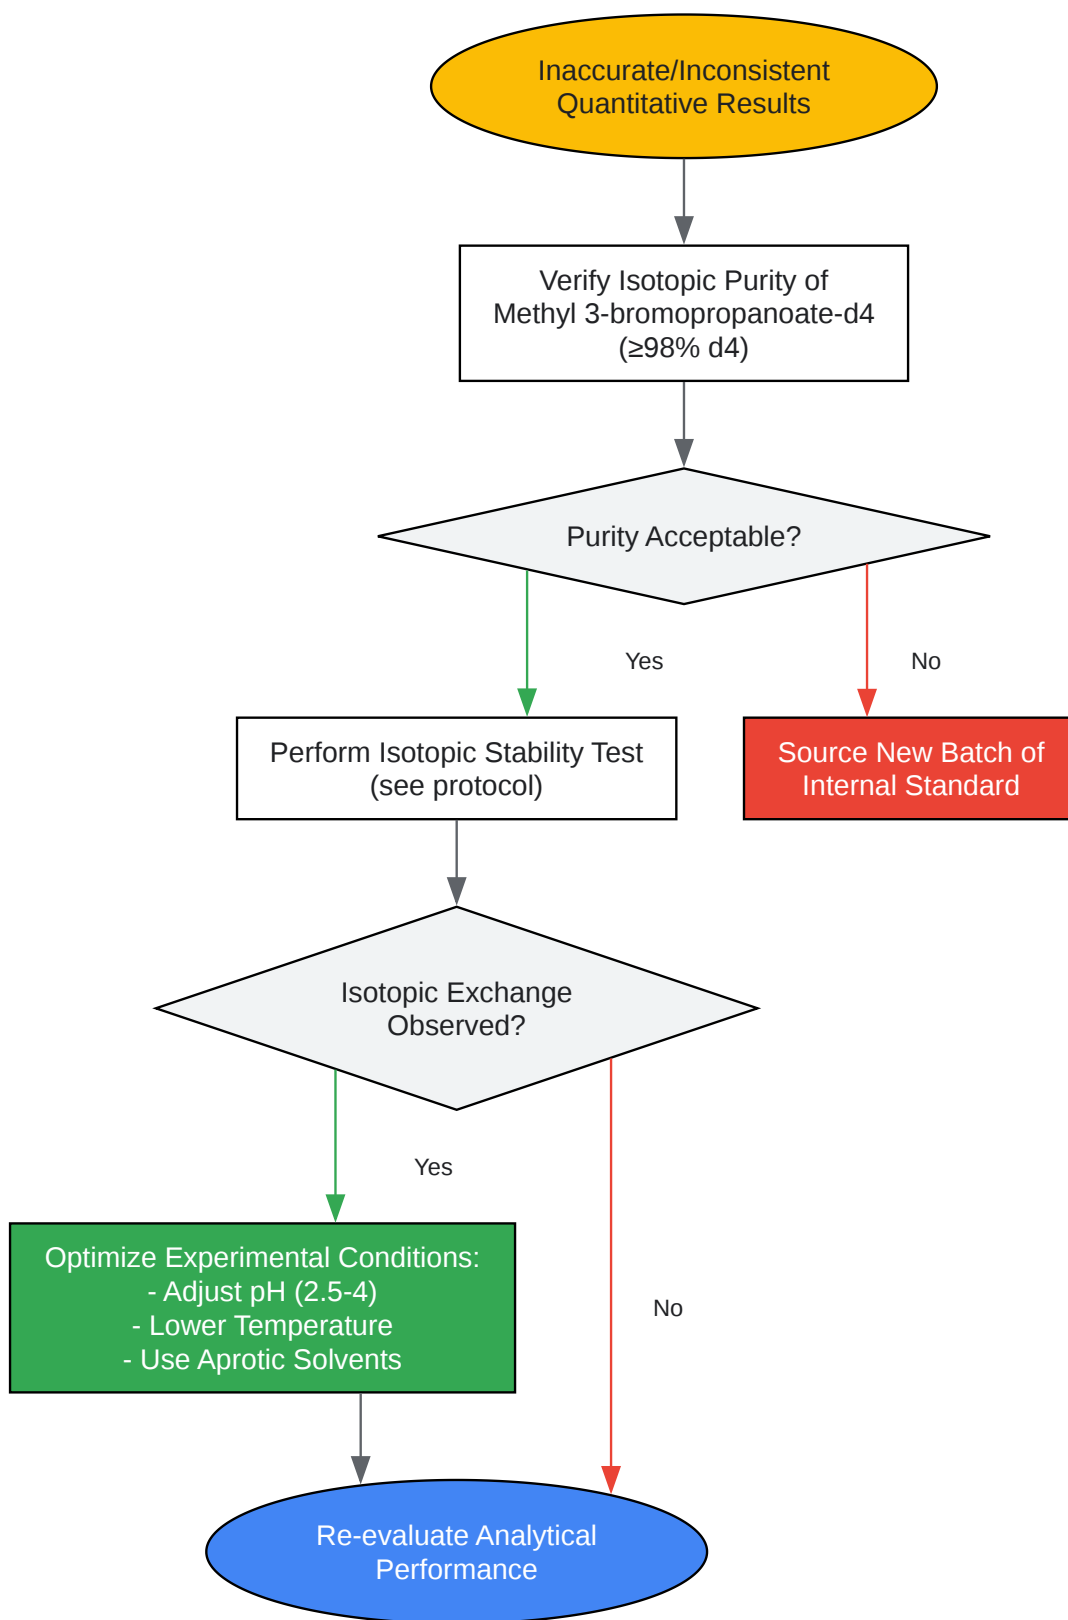 Inaccurate/Inconsistent
Quantitative Results
Verify Isotopic Purity of
Methyl 3-bromopropanoate-d4
(≥98% d4)
Purity Acceptable?
Yes
No
Perform Isotopic Stability Test
(see protocol)
Source New Batch of
Internal Standard
Isotopic Exchange
Observed?
Yes
Optimize Experimental Conditions:
- Adjust pH (2.5-4)
- Lower Temperature
- Use Aprotic Solvents
No
Re-evaluate Analytical
Performance